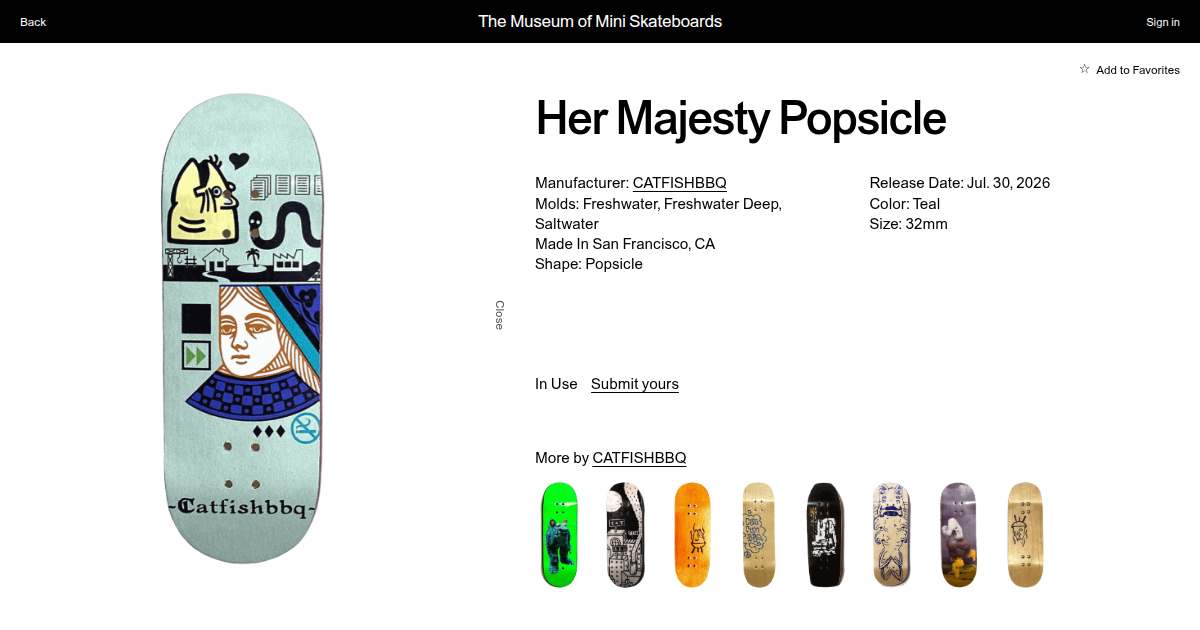 Back
The Museum of Mini Skateboards
Sign in
☆ Add to Favorites
Her Majesty Popsicle
Manufacturer: CATFISHBBQ
Molds: Freshwater, Freshwater Deep,
Saltwater
Made In San Francisco, CA
Shape: Popsicle
Release Date: Jul. 30, 2026
Color: Teal
Size: 32mm
Close
In Use
Submit yours
More by CATFISHBBQ
-Catfishbbq-